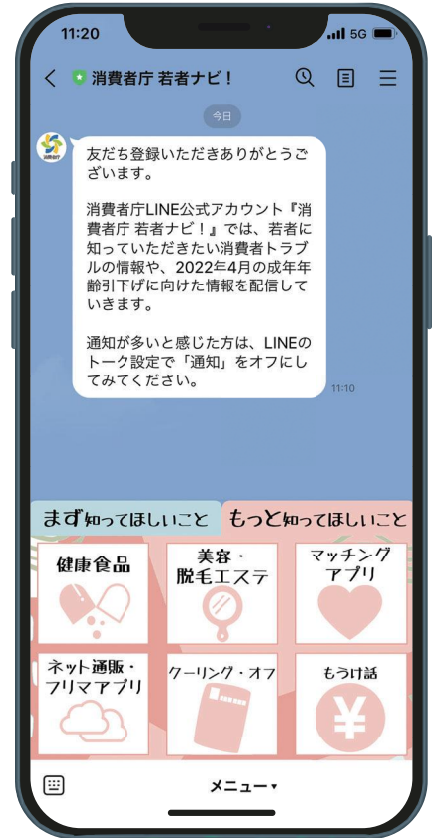 11:20
5G
消費者庁 若者ナビ！
今日
消費者庁
友だち登録いただきありがとうご
ざいます。
消費者庁LINE公式アカウント『消
費者庁 若者ナビ！』では、若者に
知っていただきたい消費者トラブ
ルの情報や、2022年4月の成年年
齢引下げに向けた情報を配信して
いきます。
通知が多いと感じた方は、LINEの
トーク設定で「通知」をオフにし
てみてください。
11:10
まず知ってほしいこと
もっと知ってほしいこと
健康食品
美容・
脱毛エステ
マッチング
アプリ
ネット通販・
フリマアプリ
クーリング・オフ
もうけ話
¥
メニュー▾